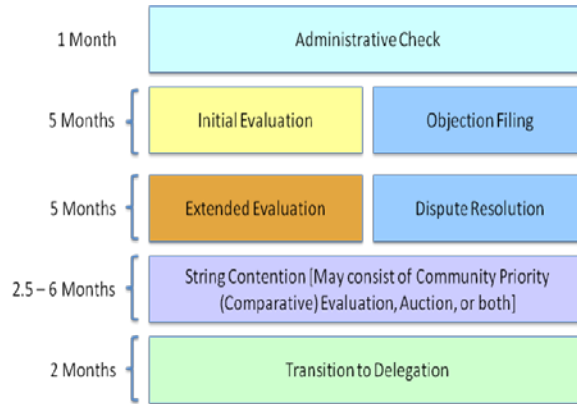 1 Month
Administrative Check
5 Months
Initial Evaluation
Objection Filing
5 Months
Extended Evaluation
Dispute Resolution
2.5 – 6 Months
String Contention [May consist of Community Priority
(Comparative) Evaluation, Auction, or both]
2 Months
Transition to Delegation